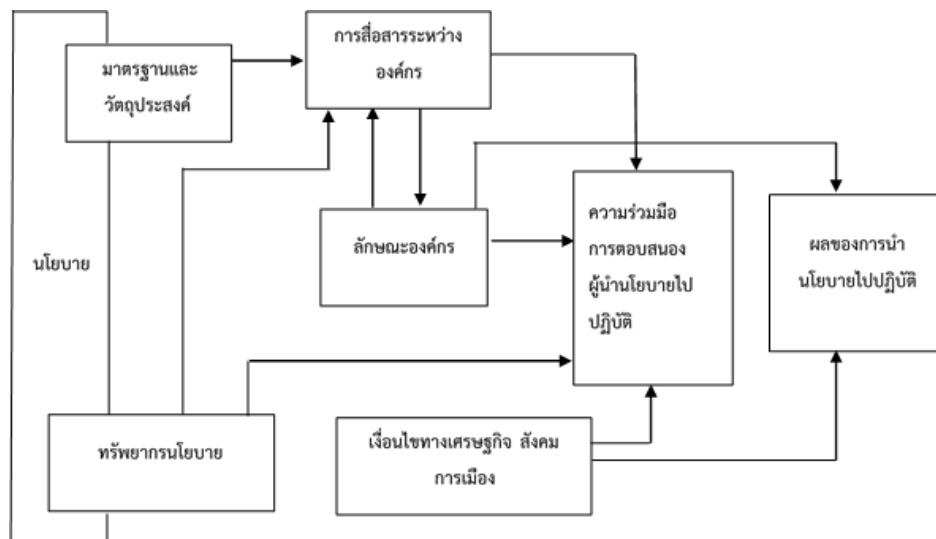 การสื่อสารระหว่าง
องค์กร
มาตรฐานและ
วัตถุประสงค์
นโยบาย
ลักษณะองค์กร
ความร่วมมือ
การตอบสนอง
ผู้นำนโยบายไป
ปฏิบัติ
ผลของการนำ
นโยบายไปปฏิบัติ
ทรัพยากรนโยบาย
เงื่อนไขทางเศรษฐกิจ สังคม
การเมือง